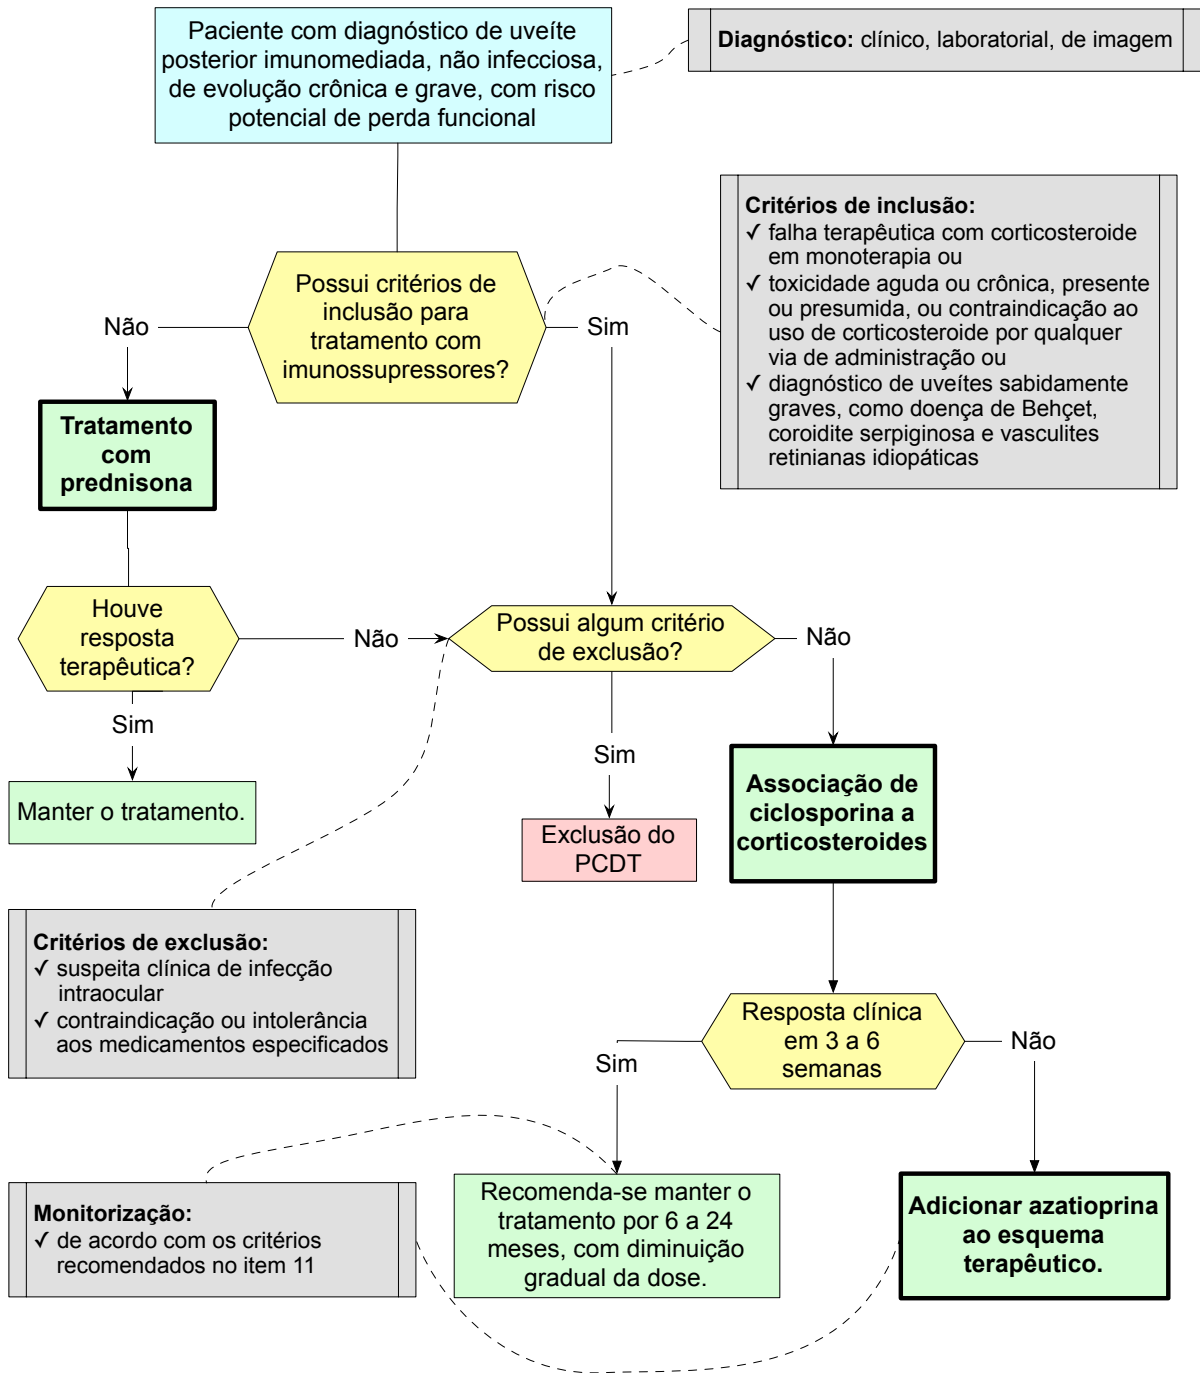 Paciente com diagnóstico de uveíte
posterior imunomediada, não infecciosa,
de evolução crônica e grave, com risco
potencial de perda funcional
Diagnóstico: clínico, laboratorial, de imagem
Critérios de inclusão:
✓ falha terapêutica com corticosteroide
em monoterapia ou
✓ toxicidade aguda ou crônica, presente
ou presumida, ou contraindicação ao
uso de corticosteroide por qualquer
via de administração ou
✓ diagnóstico de uveítes sabidamente
graves, como doença de Behçet,
coroidite serpiginosa e vasculites
retinianas idiopáticas
Possui critérios de
inclusão para
tratamento com
imunossupressores?
Não
Sim
Tratamento
com
prednisona
Houve
resposta
terapêutica?
Não
Possui algum critério
de exclusão?
Não
Sim
Sim
Manter o tratamento.
Exclusão do
PCDT
Associação de
ciclosporina a
corticosteroides
Critérios de exclusão:
✓ suspeita clínica de infecção
intraocular
✓ contraindicação ou intolerância
aos medicamentos especificados
Resposta clínica
em 3 a 6
semanas
Sim
Não
Monitorização:
✓ de acordo com os critérios
recomendados no item 11
Recomenda-se manter o
tratamento por 6 a 24
meses, com diminuição
gradual da dose.
Adicionar azatioprina
ao esquema
terapêutico.